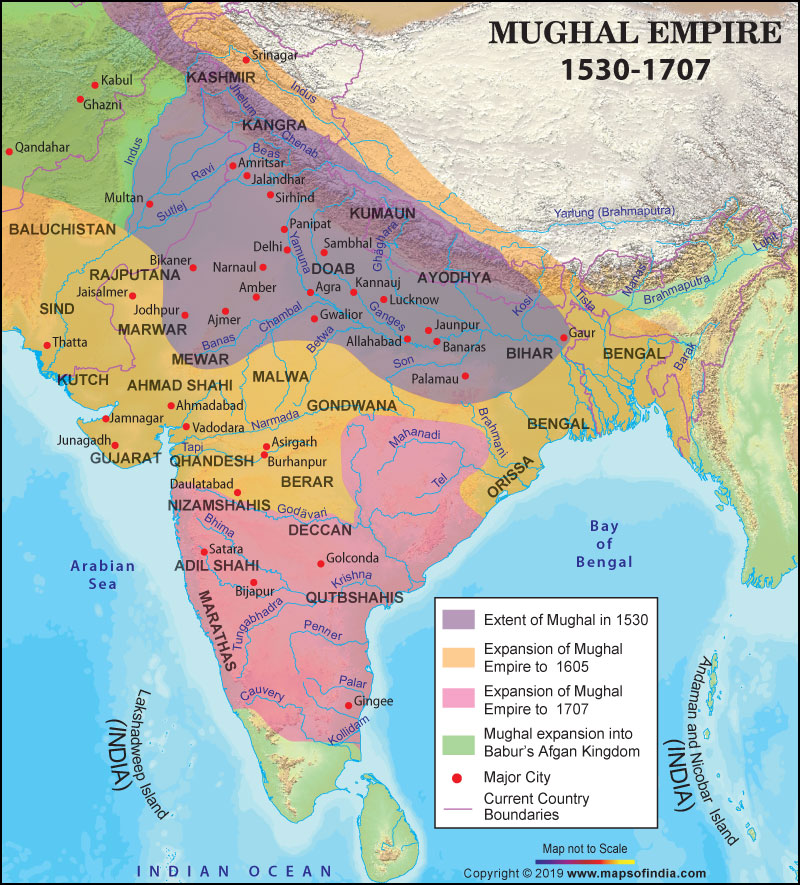 MUGHAL EMPIRE
1530-1707
Srinagar
KASHMIR
Indus
Kabul
Ghazni
Jhelum
KANGRA
Chenab
Qandahar
Indus
Beas
Ravi
Amritsar
Jalandhar
Sirhind
Multan
Sutlej
KUMAUN
Yarlung (Brahmaputra)
BALUCHISTAN
Panipat
Delhi
Yamuna
Sambhal
Ghaghara
Lubit
Bikaner
RAJPUTANA
Narnaul
DOAB
AYODHYA
Manas
Brahmaputra
Jaisalmer
Amber
Agra
Kannauj
Lucknow
Kosi
Tista
SIND
Jodhpur
MARWAR
Ajmer
Chambal
Gwalior
Ganges
Jaunpur
Gaur
Thatta
Banas
Betwa
Allahabad
Banaras
BIHAR
BENGAL
Barak
MEWAR
Son
KUTCH
AHMAD SHAHI
MALWA
Palamau
Ahmadabad
GONDWANA
Jamnagar
Vadodara
Narmada
Brahmani
BENGAL
Junagadh
GUJARAT
Tapi
Asirgarh
Mahanadi
QHANDESH
Burhanpur
Daulatabad
BERAR
Tel
ORISSA
NIZAMSHAHIS
Godavari
Bhima
DECCAN
Bay
of
Bengal
Arabian
Sea
Satara
ADIL SHAHI
Golconda
Bijapur
Krishna
QUTBSHAHIS
MARATHAS
Tungabhadra
Penner
Palar
Cauvery
Gingee
Kollidam
Lakshadweep Island
(INDIA)
Andaman and Nicobar Island
(INDIA)
Extent of Mughal in 1530
Expansion of Mughal
Empire to 1605
Expansion of Mughal
Empire to 1707
Mughal expansion into
Babur's Afgan Kingdom
Major City
Current Country
Boundaries
Map not to Scale
INDIAN OCEAN
Copyright © 2019 www.mapsofindia.com